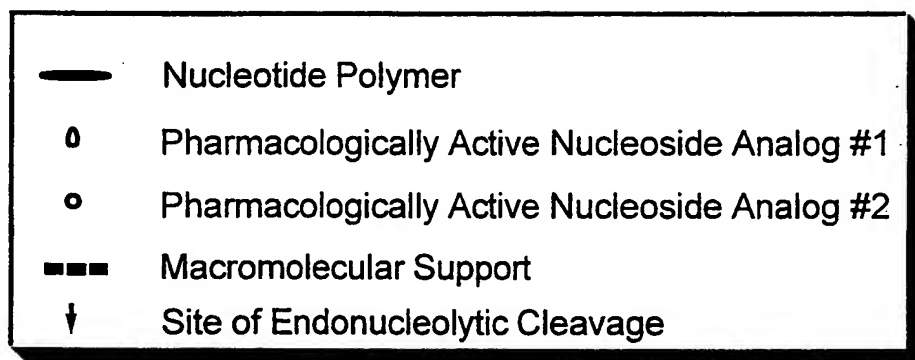 Nucleotide Polymer
Pharmacologically Active Nucleoside Analog #1
Pharmacologically Active Nucleoside Analog #2
Macromolecular Support
Site of Endonucleolytic Cleavage